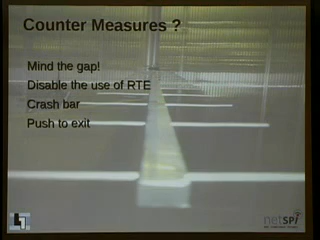 Counter Measures ?
Mind the gap!
Disable the use of RTE
Crash bar
Push to exit
netSPI